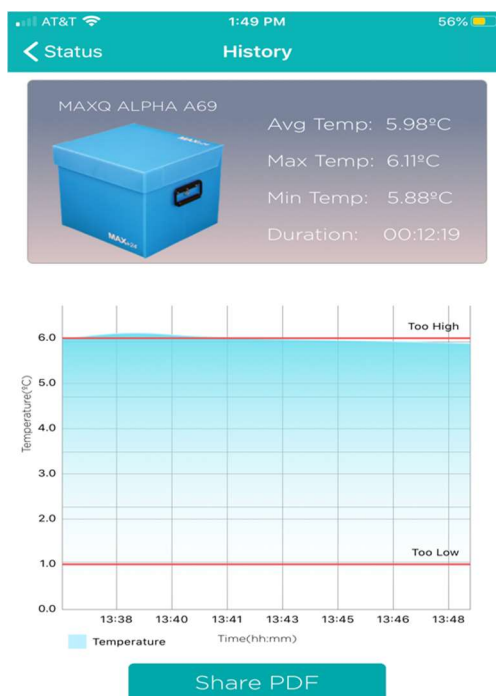 AT&T 1:49 PM 56%
Status History
MAXQ ALPHA A69
Avg Temp: 5.98ºC
Max Temp: 6.11ºC
Min Temp: 5.88ºC
Duration: 00:12:19
Too High
6.0
5.0
4.0
3.0
2.0
Too Low
1.0
0.0
Temperature(ºC)
13:38 13:40 13:41 13:43 13:45 13:46 13:48
Time(hh:mm)
Temperature
Share PDF